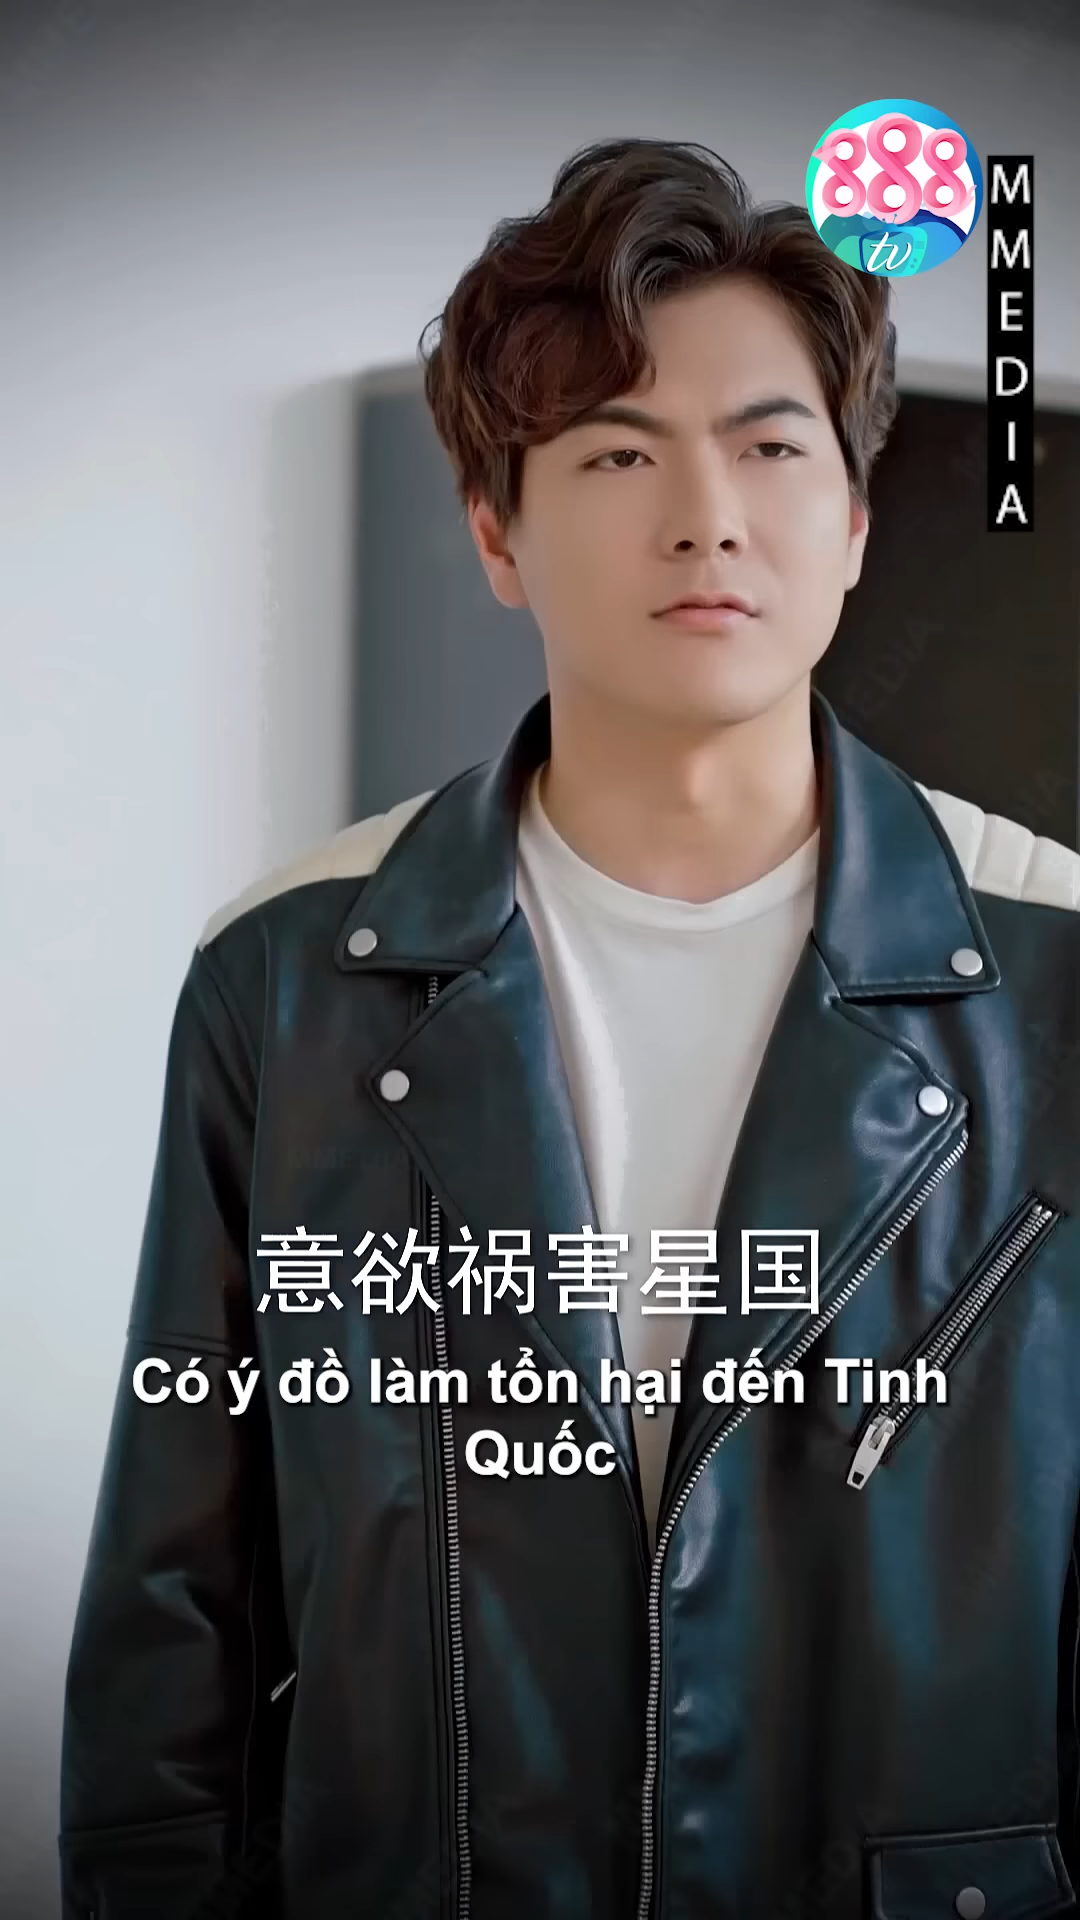 888
tv
MMEDIA
意欲祸害星国
Có ý đồ làm tổn hại đến Tinh
Quốc